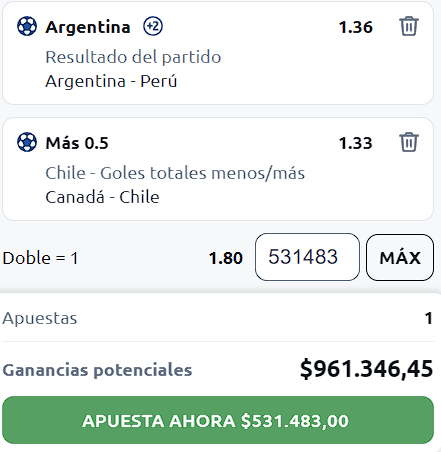 Argentina +2 1.36
Resultado del partido
Argentina - Perú
Más 0.5 1.33
Chile - Goles totales menos/más
Canadá - Chile
Doble = 1 1.80 531483 MÁX
Apuestas 1
Ganancias potenciales $961.346,45
APUESTA AHORA $531.483,00